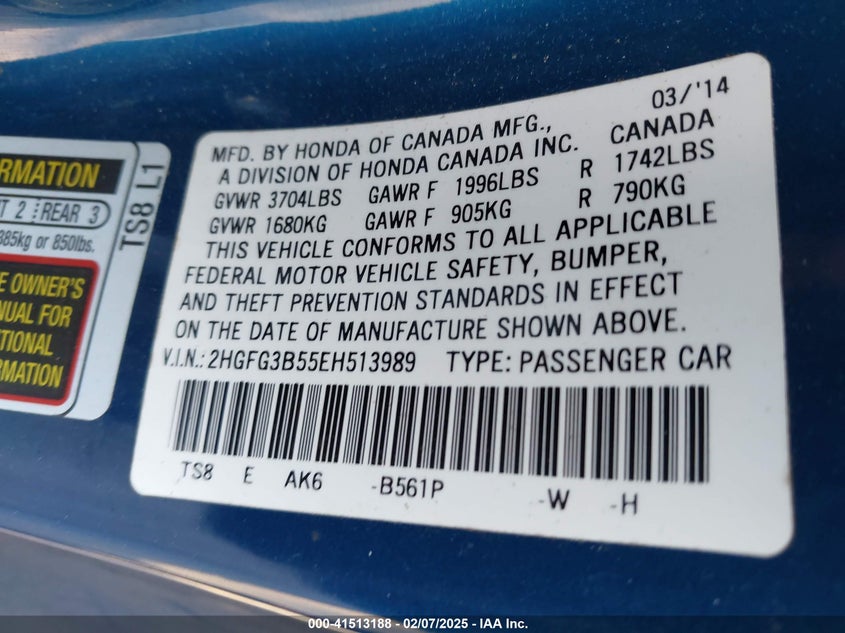 RMATION
T 2 REAR 3
385kg or 850lbs.
E OWNER'S
NUAL FOR
TIONAL
RMATION
TS8 L1
03/'14
MFD. BY HONDA OF CANADA MFG.,
A DIVISION OF HONDA CANADA INC. CANADA
GVWR 3704LBS GAWR F 1996LBS R 1742LBS
GVWR 1680KG GAWR F 905KG R 790KG
THIS VEHICLE CONFORMS TO ALL APPLICABLE
FEDERAL MOTOR VEHICLE SAFETY, BUMPER,
AND THEFT PREVENTION STANDARDS IN EFFECT
ON THE DATE OF MANUFACTURE SHOWN ABOVE.
V.I.N.: 2HGFG3B55EH513989 TYPE: PASSENGER CAR
TS8 E AK6 -B561P -W -H
000-41513188 - 02/07/2025 - IAA Inc.